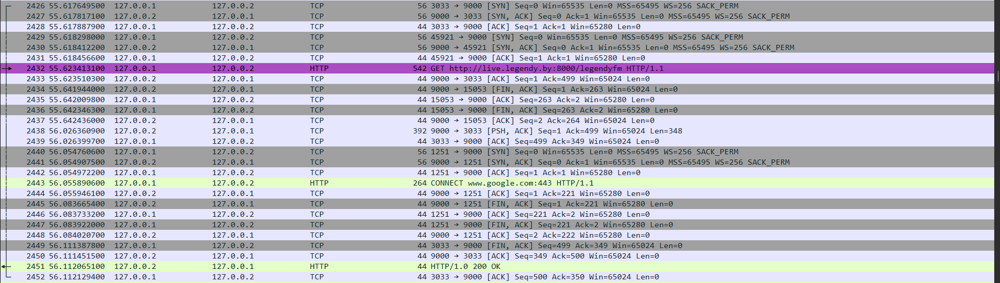 2426 55.617649500 127.0.0.1 127.0.0.2 TCP 56 3033 → 9000 [SYN] Seq=0 Win=65535 Len=0 MSS=65495 WS=256 SACK_PERM
2427 55.617817100 127.0.0.2 127.0.0.1 TCP 56 9000 → 3033 [SYN, ACK] Seq=0 Ack=1 Win=65535 Len=0 MSS=65495 WS=256 SACK_PERM
2428 55.617887900 127.0.0.1 127.0.0.2 TCP 44 3033 → 9000 [ACK] Seq=1 Ack=1 Win=65280 Len=0
2429 55.618298000 127.0.0.1 127.0.0.2 TCP 56 45921 → 9000 [SYN] Seq=0 Win=65535 Len=0 MSS=65495 WS=256 SACK_PERM
2430 55.618412200 127.0.0.2 127.0.0.1 TCP 56 9000 → 45921 [SYN, ACK] Seq=0 Ack=1 Win=65535 Len=0 MSS=65495 WS=256 SACK_PERM
2431 55.618456600 127.0.0.1 127.0.0.2 TCP 44 45921 → 9000 [ACK] Seq=1 Ack=1 Win=65280 Len=0
2432 55.623413100 127.0.0.1 127.0.0.2 HTTP 542 GET http://live.legendy.by:8000/legendyfm HTTP/1.1
2433 55.623510300 127.0.0.2 127.0.0.1 TCP 44 9000 → 3033 [ACK] Seq=1 Ack=499 Win=65024 Len=0
2434 55.641944000 127.0.0.2 127.0.0.1 TCP 44 9000 → 15053 [FIN, ACK] Seq=1 Ack=263 Win=65024 Len=0
2435 55.642009800 127.0.0.1 127.0.0.2 TCP 44 15053 → 9000 [ACK] Seq=263 Ack=2 Win=65280 Len=0
2436 55.642346300 127.0.0.1 127.0.0.2 TCP 44 15053 → 9000 [FIN, ACK] Seq=263 Ack=2 Win=65280 Len=0
2437 55.642436000 127.0.0.2 127.0.0.1 TCP 44 9000 → 15053 [ACK] Seq=2 Ack=264 Win=65024 Len=0
2438 56.026360900 127.0.0.2 127.0.0.1 TCP 392 9000 → 3033 [PSH, ACK] Seq=1 Ack=499 Win=65024 Len=348
2439 56.026399700 127.0.0.1 127.0.0.2 TCP 44 3033 → 9000 [ACK] Seq=499 Ack=349 Win=65024 Len=0
2440 56.054760600 127.0.0.1 127.0.0.2 TCP 56 1251 → 9000 [SYN] Seq=0 Win=65535 Len=0 MSS=65495 WS=256 SACK_PERM
2441 56.054907500 127.0.0.2 127.0.0.1 TCP 56 9000 → 1251 [SYN, ACK] Seq=0 Ack=1 Win=65535 Len=0 MSS=65495 WS=256 SACK_PERM
2442 56.054972200 127.0.0.1 127.0.0.2 TCP 44 1251 → 9000 [ACK] Seq=1 Ack=1 Win=65280 Len=0
2443 56.055890600 127.0.0.1 127.0.0.2 HTTP 264 CONNECT www.google.com:443 HTTP/1.1
2444 56.055946100 127.0.0.2 127.0.0.1 TCP 44 9000 → 1251 [ACK] Seq=1 Ack=221 Win=65280 Len=0
2445 56.083665400 127.0.0.2 127.0.0.1 TCP 44 9000 → 1251 [FIN, ACK] Seq=1 Ack=221 Win=65280 Len=0
2446 56.083733200 127.0.0.1 127.0.0.2 TCP 44 1251 → 9000 [ACK] Seq=221 Ack=2 Win=65280 Len=0
2447 56.083922000 127.0.0.1 127.0.0.2 TCP 44 1251 → 9000 [FIN, ACK] Seq=221 Ack=2 Win=65280 Len=0
2448 56.084020700 127.0.0.2 127.0.0.1 TCP 44 9000 → 1251 [ACK] Seq=2 Ack=222 Win=65280 Len=0
2449 56.111387800 127.0.0.1 127.0.0.2 TCP 44 3033 → 9000 [FIN, ACK] Seq=499 Ack=349 Win=65024 Len=0
2450 56.111451500 127.0.0.2 127.0.0.1 TCP 44 9000 → 3033 [ACK] Seq=349 Ack=500 Win=65024 Len=0
2451 56.112065100 127.0.0.2 127.0.0.1 HTTP 44 HTTP/1.0 200 OK
2452 56.112129400 127.0.0.1 127.0.0.2 TCP 44 3033 → 9000 [ACK] Seq=500 Ack=350 Win=65024 Len=0